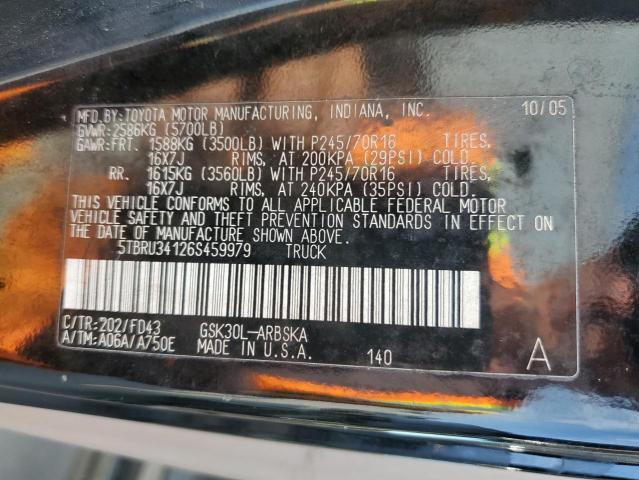 MFD.BY:TOYOTA MOTOR MANUFACTURING, INDIANA, INC. 10/05
GVWR:2586KG (5700LB)
GAWR:FRT. 1588KG (3500LB) WITH P245/70R16 TIRES,
16X7J RIMS, AT 200KPA (29PSI) COLD.
RR. 1615KG (3560LB) WITH P245/70R16 TIRES,
16X7J RIMS, AT 240KPA (35PSI) COLD.
THIS VEHICLE CONFORMS TO ALL APPLICABLE FEDERAL MOTOR
VEHICLE SAFETY AND THEFT PREVENTION STANDARDS IN EFFECT ON
THE DATE OF MANUFACTURE SHOWN ABOVE.
5TBRU34126S459979 TRUCK
C/TR:202/FD43 GSK30L-ARBSKA
A/TM:A06A/A750E MADE IN U.S.A. 140 A